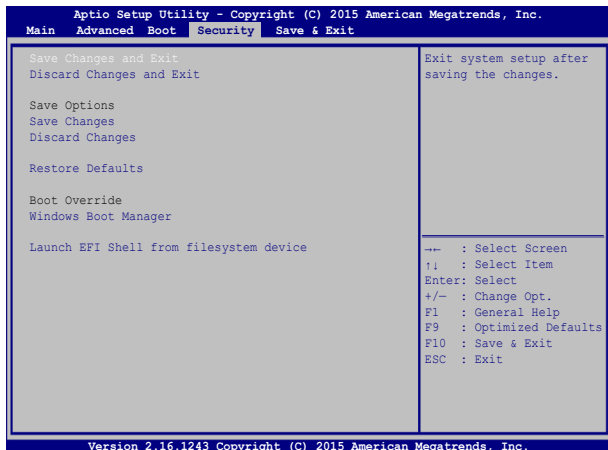 Aptio Setup Utility - Copyright (C) 2015 American Megatrends, Inc.
Main Advanced Boot Security Save & Exit
Save Changes and Exit
Discard Changes and Exit
Save Options
Save Changes
Discard Changes
Restore Defaults
Boot Override
Windows Boot Manager
Launch EFI Shell from filesystem device
Exit system setup after
saving the changes.
→← : Select Screen
↑↓ : Select Item
Enter: Select
+/— : Change Opt.
F1 : General Help
F9 : Optimized Defaults
F10 : Save & Exit
ESC : Exit
Version 2.16.1243 Copyright (C) 2015 American Megatrends, Inc.